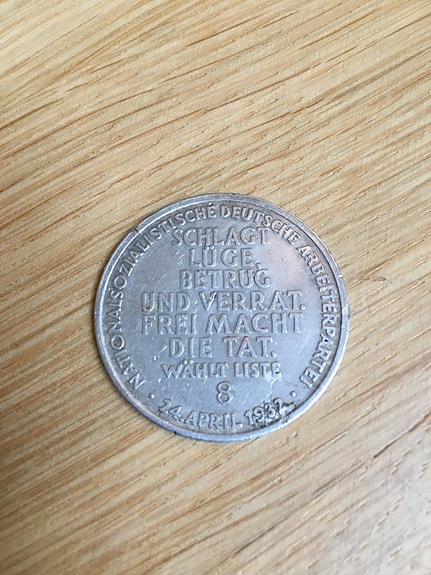 NATIONALSOZIALISTISCHE DEUTSCHE ARBEITERPARTEI
SCHLAGT
LÜGE,
BETRUG
UND VERRAT.
FREI MACHT
DIE TAT.
WÄHLT LISTE
8
· 24. APRIL 1932 ·